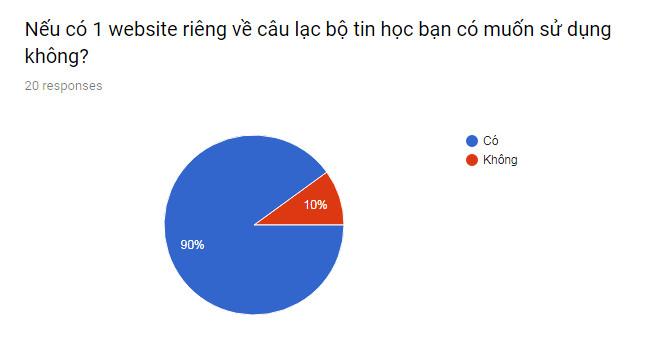 Nếu có 1 website riêng về câu lạc bộ tin học bạn có muốn sử dụng
không?
20 responses
Có
Không
10%
90%